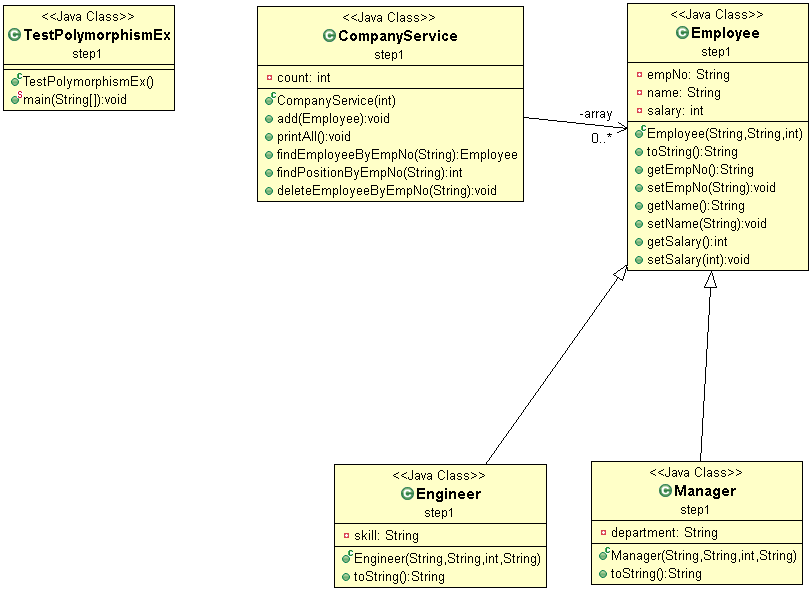 <<Java Class>>
TestPolymorphismEx
step1
TestPolymorphismEx()
main(String[]):void
<<Java Class>>
CompanyService
step1
count: int
CompanyService(int)
add(Employee):void
printAll():void
findEmployeeByEmpNo(String):Employee
findPositionByEmpNo(String):int
deleteEmployeeByEmpNo(String):void
-array
0..*
<<Java Class>>
Employee
step1
empNo: String
name: String
salary: int
Employee(String,String,int)
toString():String
getEmpNo():String
setEmpNo(String):void
getName():String
setName(String):void
getSalary():int
setSalary(int):void
<<Java Class>>
Engineer
step1
skill: String
Engineer(String,String,int,String)
toString():String
<<Java Class>>
Manager
step1
department: String
Manager(String,String,int,String)
toString():String